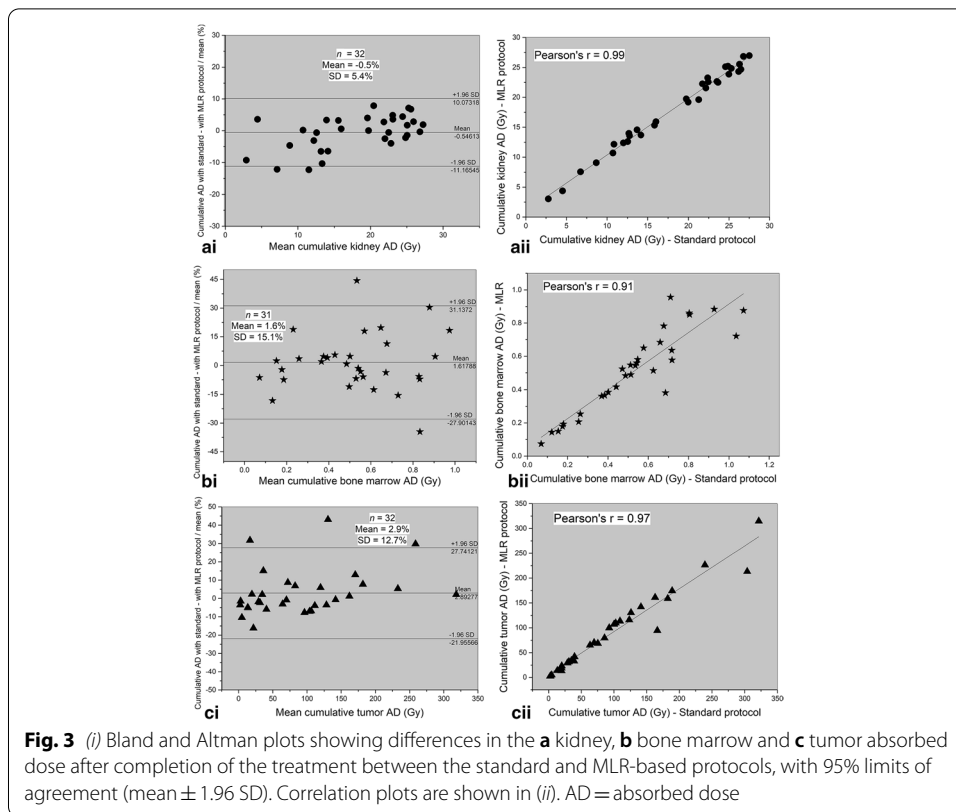 n = 32
Mean = -0.5%
SD = 5.4%
+1.96 SD
10.07318
Mean
-0.54613
-1.96 SD
-11.16545
30
20
10
0
-10
-20
-30
0
10
20
30
Cumulative AD with standard - with MLR protocol / mean (%)
Mean cumulative kidney AD (Gy)
ai
Pearson's r = 0.99
30
25
20
15
10
5
0
0
5
10
15
20
25
30
Cumulative kidney AD (Gy) - MLR protocol
Cumulative kidney AD (Gy) - Standard protocol
aii
n = 31
Mean = 1.6%
SD = 15.1%
+1.96 SD
31.1372
Mean
1.61788
-1.96 SD
-27.90143
45
30
15
0
-15
-30
-45
0.0
0.2
0.4
0.6
0.8
1.0
Cumulative AD with standard - with MLR protocol / mean (%)
Mean cumulative bone marrow AD (Gy)
bi
Pearson's r = 0.91
1.0
0.8
0.6
0.4
0.2
0.0
0.0
0.2
0.4
0.6
0.8
1.0
1.2
Cumulative bone marrow AD (Gy) - MLR
Cumulative bone marrow AD (Gy) - Standard protocol
bii
n = 32
Mean = 2.9%
SD = 12.7%
+1.96 SD
27.74121
Mean
2.89277
-1.96 SD
-21.95566
50
40
30
20
10
0
-10
-20
-30
-40
-50
0
50
100
150
200
250
300
350
Cumulative AD with standard - with MLR protocol / mean (%)
Mean cumulative tumor AD (Gy)
ci
Pearson's r = 0.97
350
300
250
200
150
100
50
0
0
50
100
150
200
250
300
350
Cumulative tumor AD (Gy) - MLR protocol
Cumulative tumor AD (Gy) - Standard protocol
cii
Fig. 3 (i) Bland and Altman plots showing differences in the a kidney, b bone marrow and c tumor absorbed
dose after completion of the treatment between the standard and MLR-based protocols, with 95% limits of
agreement (mean ± 1.96 SD). Correlation plots are shown in (ii). AD = absorbed dose